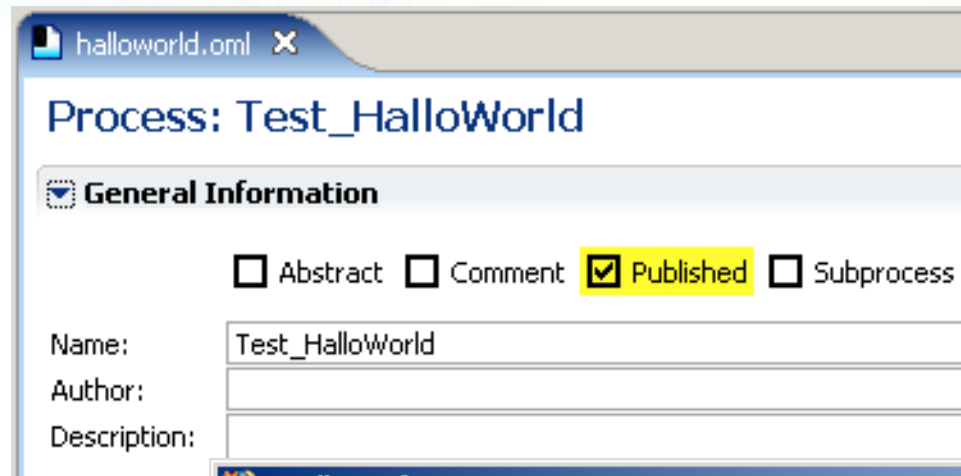 halloworld.oml
Process: Test_HalloWorld
General Information
Abstract Comment Published Subprocess
Name: Test_HalloWorld
Author:
Description: